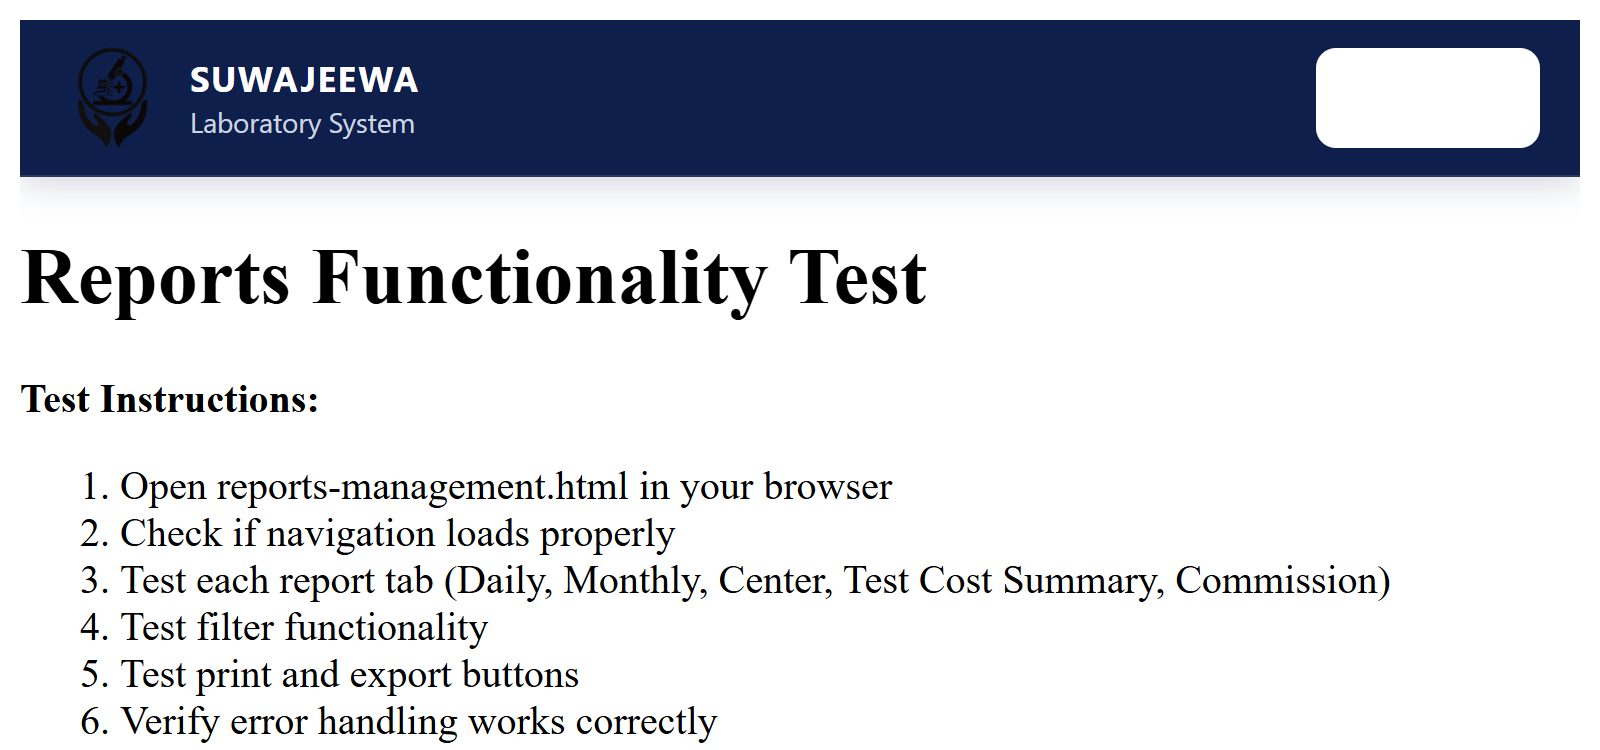 SUWAJEEWA
Laboratory System
Reports Functionality Test
Test Instructions:
1. Open reports-management.html in your browser
2. Check if navigation loads properly
3. Test each report tab (Daily, Monthly, Center, Test Cost Summary, Commission)
4. Test filter functionality
5. Test print and export buttons
6. Verify error handling works correctly